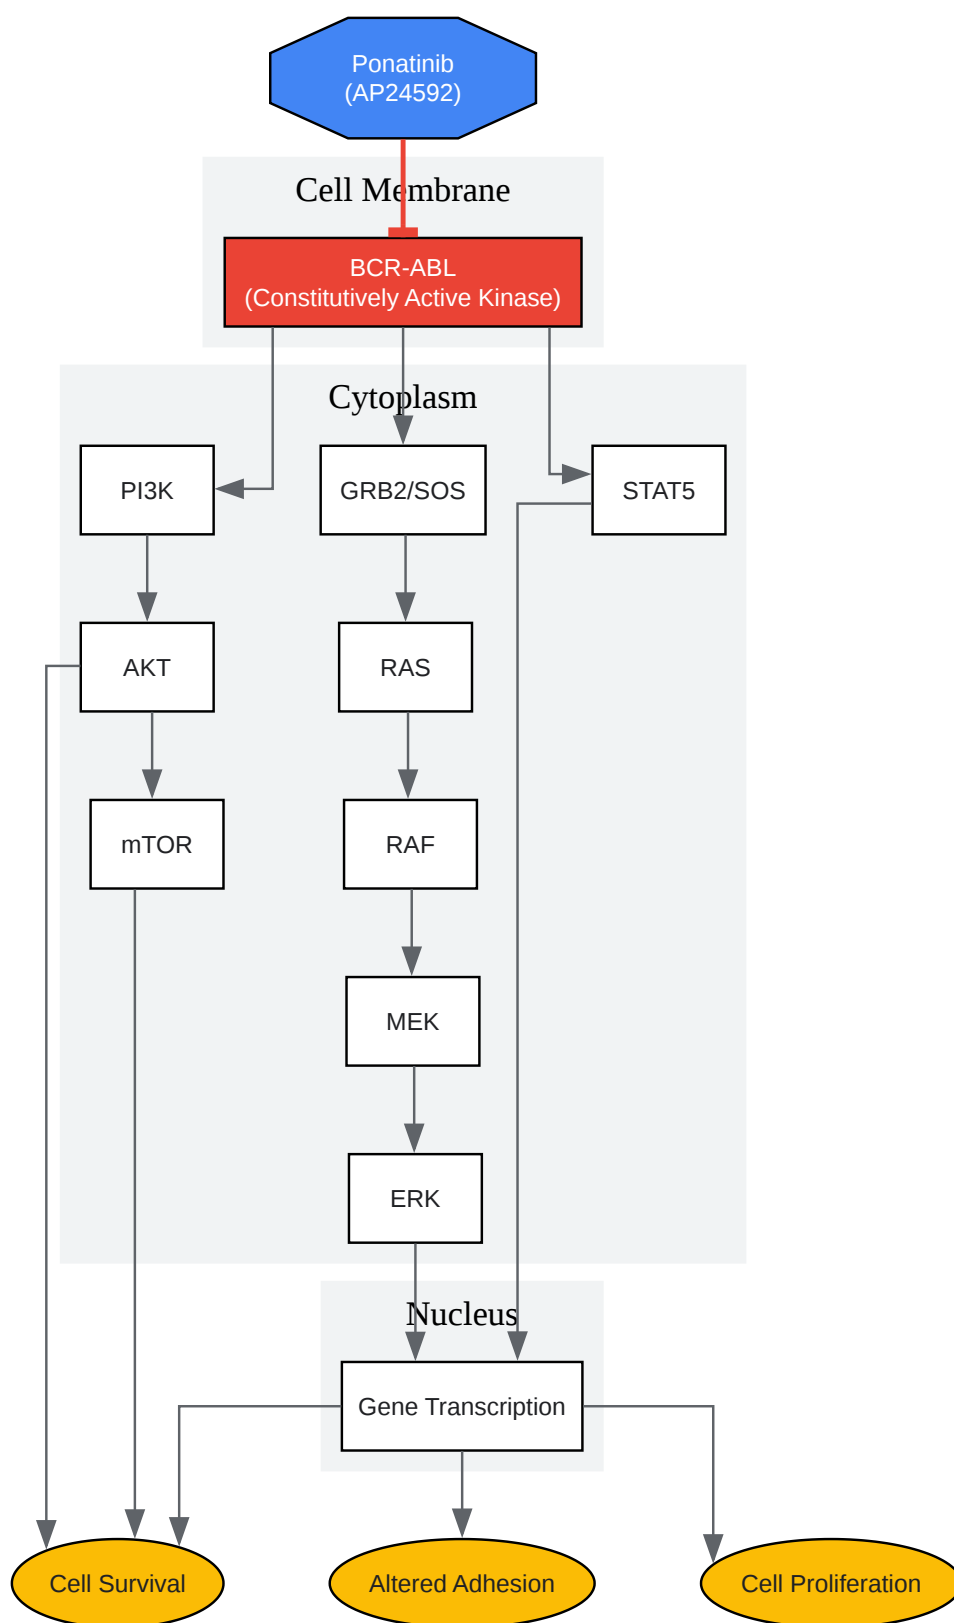 Ponatinib
(AP24592)
Cell Membrane
BCR-ABL
(Constitutively Active Kinase)
Cytoplasm
PI3K
GRB2/SOS
STAT5
AKT
RAS
mTOR
RAF
MEK
ERK
Nucleus
Gene Transcription
Cell Survival
Altered Adhesion
Cell Proliferation